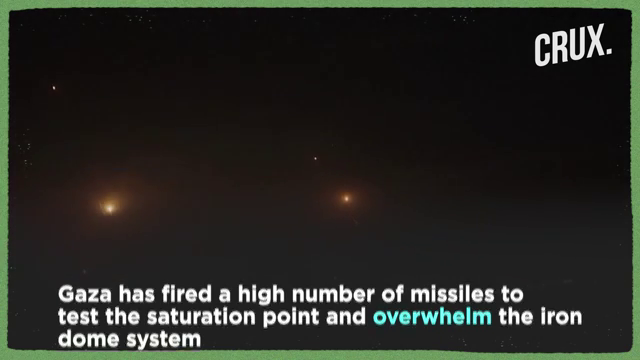 CRUX.
Gaza has fired a high number of missiles to
test the saturation point and overwhelm the iron
dome system